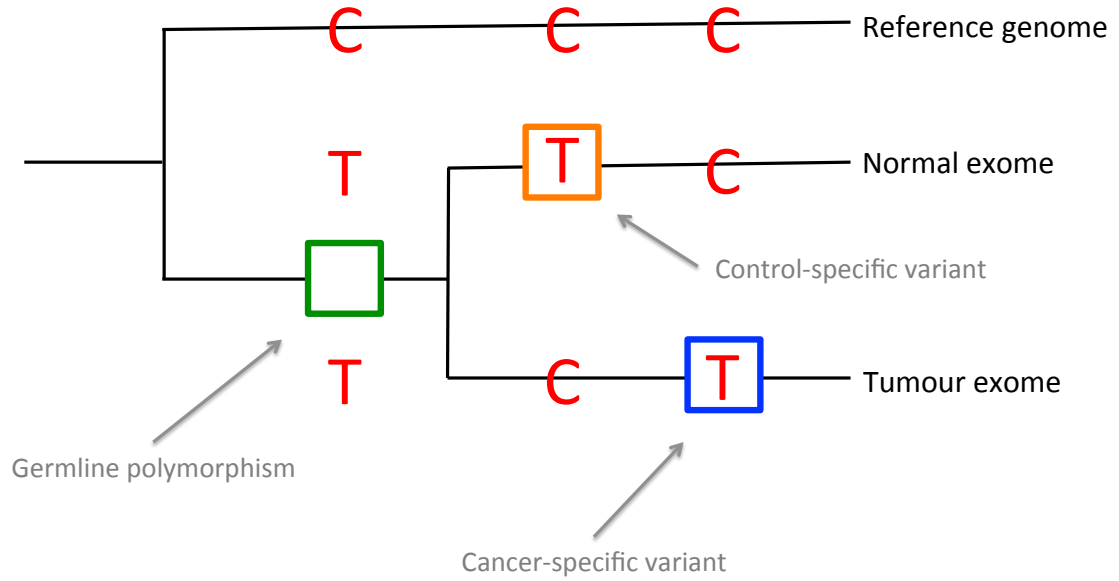 C C C Reference genome
T T C Normal exome
Control-specific variant
T C T Tumour exome
Germline polymorphism
Cancer-specific variant